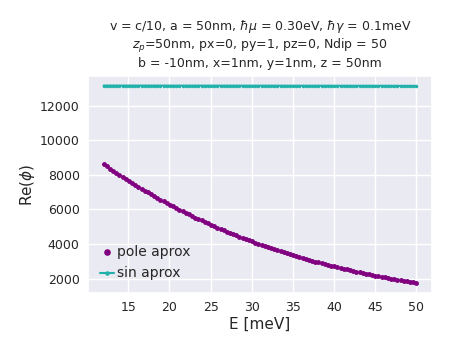 v = c/10, a = 50nm, ℏμ = 0.30eV, ℏγ = 0.1meV
zₚ=50nm, px=0, py=1, pz=0, Ndip = 50
b = -10nm, x=1nm, y=1nm, z = 50nm
Re(ϕ)
12000
10000
8000
6000
4000
2000
pole aprox
sin aprox
15 20 25 30 35 40 45 50
E [meV]